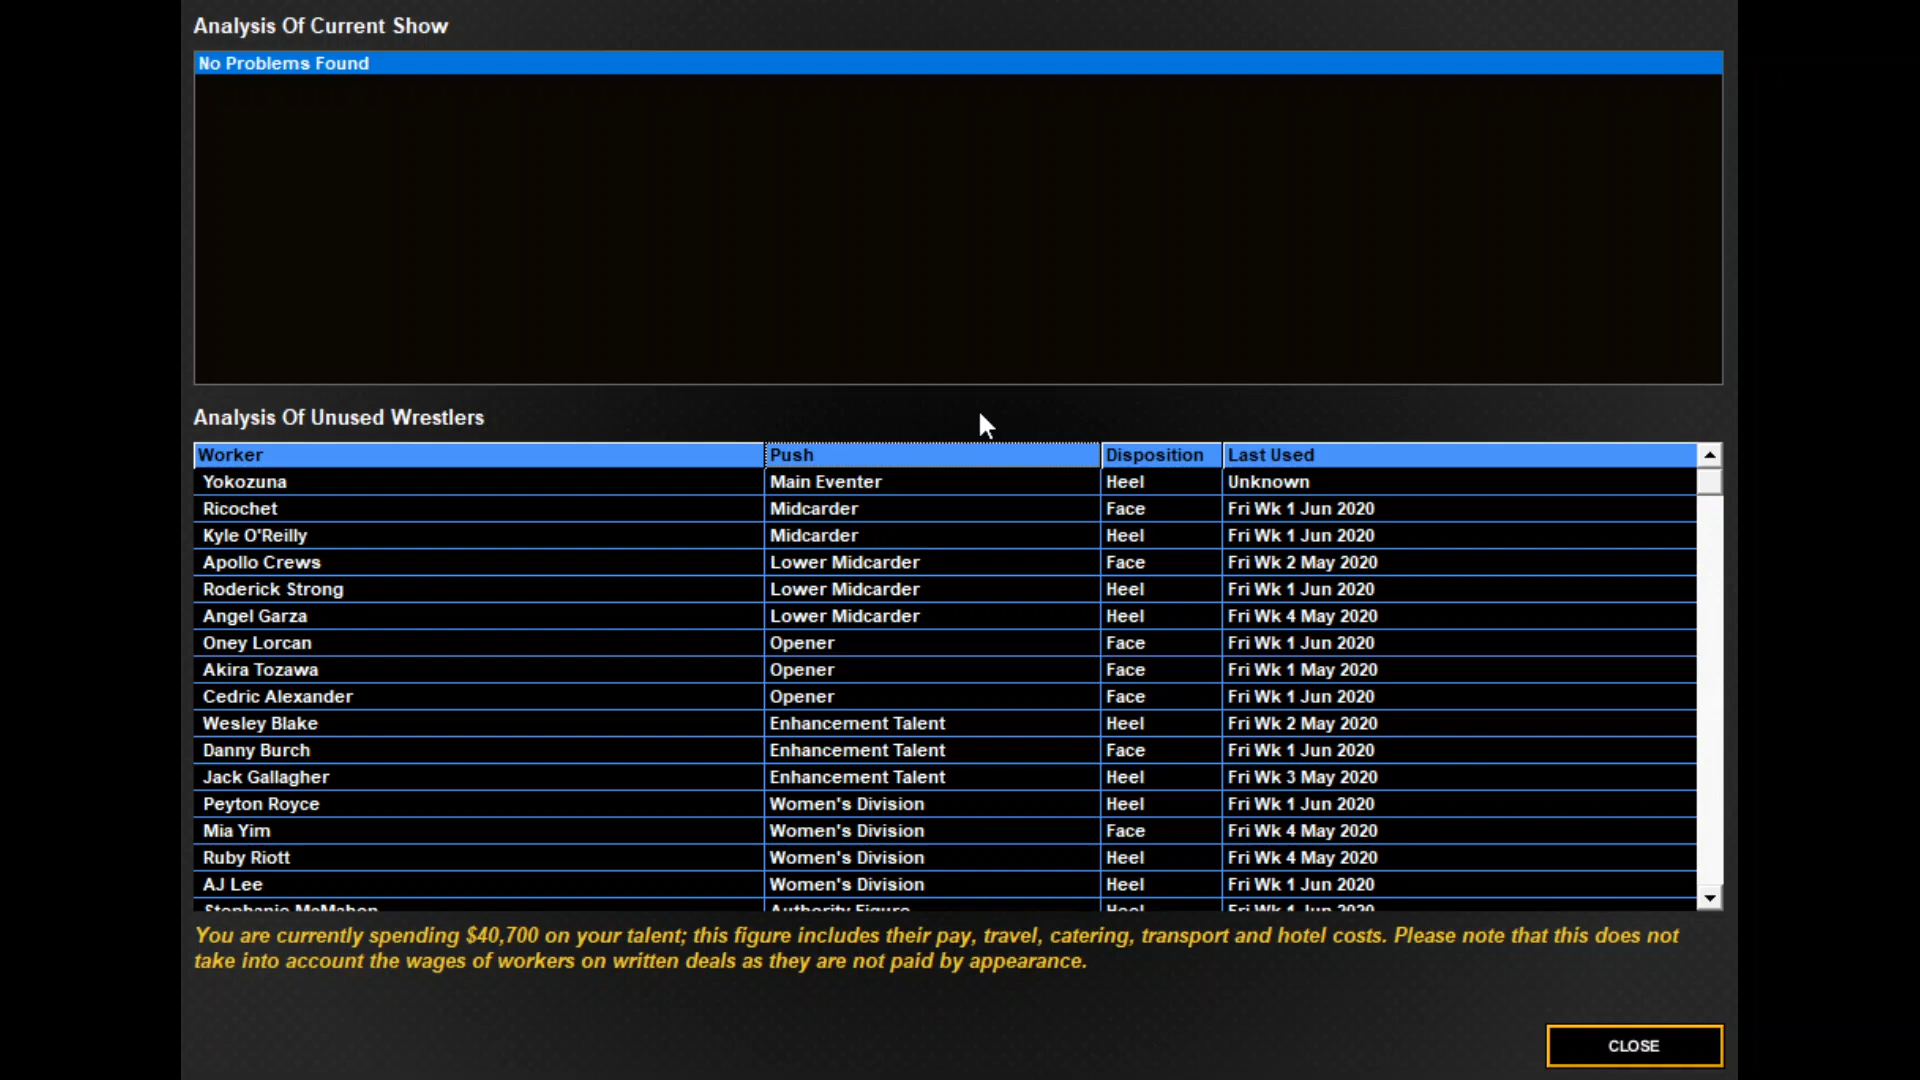 Analysis Of Current Show
No Problems Found
Analysis Of Unused Wrestlers
Worker Push Disposition Last Used
Yokozuna Main Eventer Heel Unknown
Ricochet Midcarder Face Fri Wk 1 Jun 2020
Kyle O'Reilly Midcarder Heel Fri Wk 1 Jun 2020
Apollo Crews Lower Midcarder Face Fri Wk 2 May 2020
Roderick Strong Lower Midcarder Heel Fri Wk 1 Jun 2020
Angel Garza Lower Midcarder Heel Fri Wk 4 May 2020
Oney Lorcan Opener Face Fri Wk 1 Jun 2020
Akira Tozawa Opener Face Fri Wk 1 May 2020
Cedric Alexander Opener Face Fri Wk 1 Jun 2020
Wesley Blake Enhancement Talent Heel Fri Wk 2 May 2020
Danny Burch Enhancement Talent Face Fri Wk 1 Jun 2020
Jack Gallagher Enhancement Talent Heel Fri Wk 3 May 2020
Peyton Royce Women's Division Heel Fri Wk 1 Jun 2020
Mia Yim Women's Division Face Fri Wk 4 May 2020
Ruby Riott Women's Division Heel Fri Wk 4 May 2020
AJ Lee Women's Division Heel Fri Wk 1 Jun 2020
Stephanie McMahon Authority Figure Heel Fri Wk 1 Jun 2020
You are currently spending $40,700 on your talent; this figure includes their pay, travel, catering, transport and hotel costs. Please note that this does not
take into account the wages of workers on written deals as they are not paid by appearance.
CLOSE